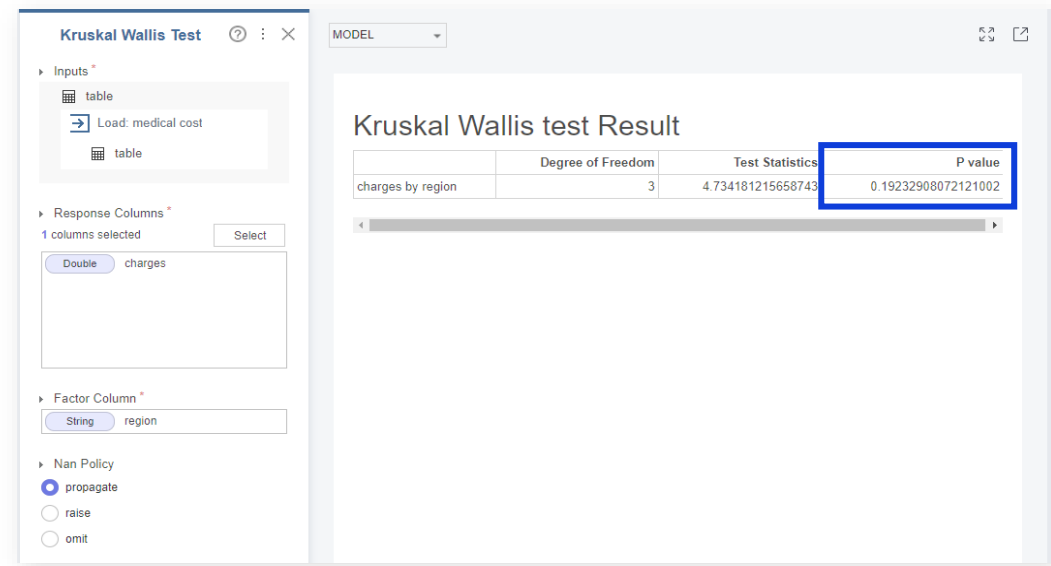 Kruskal Wallis Test
Inputs *
table
Load: medical cost
table
Response Columns *
1 columns selected
Select
Double charges
Factor Column *
String region
Nan Policy
propagate
raise
omit
MODEL
Kruskal Wallis test Result
Degree of Freedom Test Statistics P value
charges by region 3 4.734181215658743 0.19232908072121002